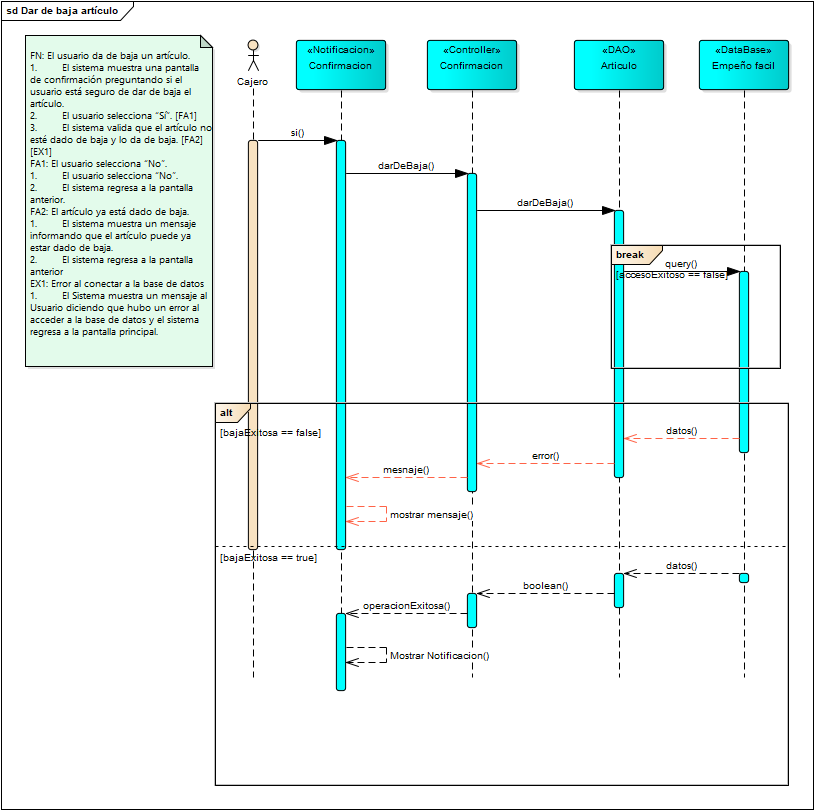 sd Dar de baja artículo
FN: El usuario da de baja un artículo.
1. El sistema muestra una pantalla
de confirmación preguntando si el
usuario está seguro de dar de baja el
artículo.
2. El usuario selecciona “Sí”. [FA1]
3. El sistema valida que el artículo no
esté dado de baja y lo da de baja. [FA2]
[EX1]
FA1: El usuario selecciona “No”.
1. El usuario selecciona “No”.
2. El sistema regresa a la pantalla
anterior.
FA2: El artículo ya está dado de baja.
1. El sistema muestra un mensaje
informando que el artículo puede ya
estar dado de baja.
2. El sistema regresa a la pantalla
anterior
EX1: Error al conectar a la base de datos
1. El Sistema muestra un mensaje al
Usuario diciendo que hubo un error al
acceder a la base de datos y el sistema
regresa a la pantalla principal.
Cajero
«Notificacion»
Confirmacion
«Controller»
Confirmacion
«DAO»
Articulo
«DataBase»
Empeño facil
si()
darDeBaja()
darDeBaja()
break
query()
[accesoExitoso == false]
alt
[bajaExitosa == false]
datos()
error()
mesnaje()
mostrar mensaje()
[bajaExitosa == true]
datos()
boolean()
operacionExitosa()
Mostrar Notificacion()